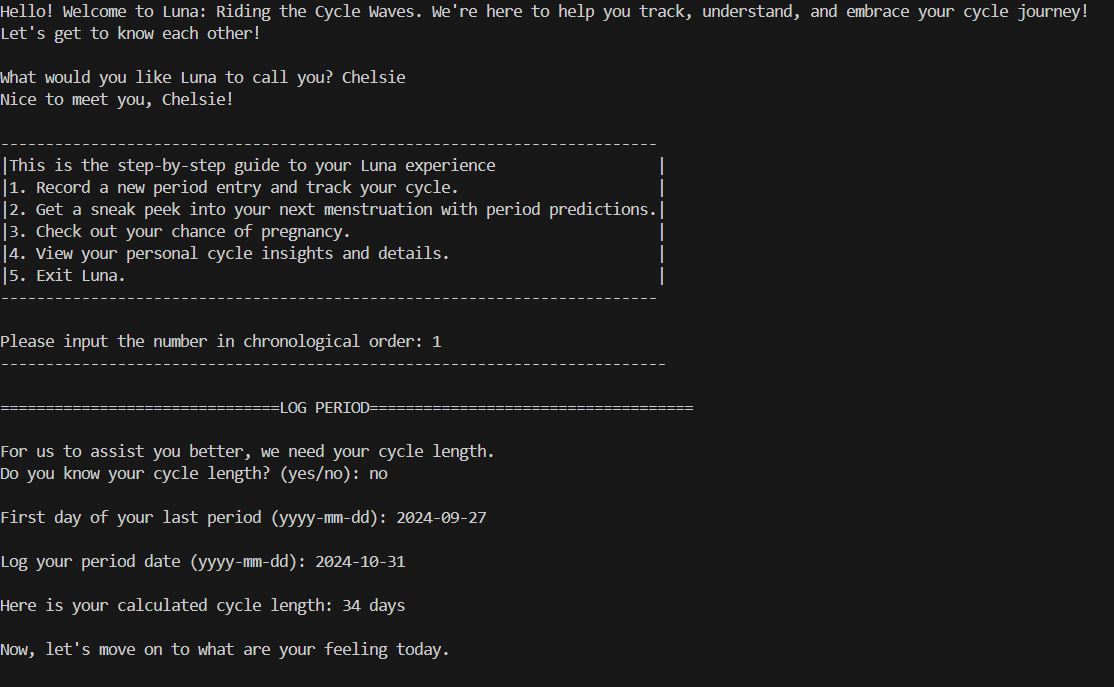 Hello! Welcome to Luna: Riding the Cycle Waves. We're here to help you track, understand, and embrace your cycle journey!
Let's get to know each other!
What would you like Luna to call you? Chelsie
Nice to meet you, Chelsie!
-------------------------------------------------------------------------
|This is the step-by-step guide to your Luna experience                  |
|1. Record a new period entry and track your cycle.                      |
|2. Get a sneak peek into your next menstruation with period predictions.|
|3. Check out your chance of pregnancy.                                  |
|4. View your personal cycle insights and details.                       |
|5. Exit Luna.                                                           |
-------------------------------------------------------------------------
Please input the number in chronological order: 1
--------------------------------------------------------------------------
===============================LOG PERIOD====================================
For us to assist you better, we need your cycle length.
Do you know your cycle length? (yes/no): no
First day of your last period (yyyy-mm-dd): 2024-09-27
Log your period date (yyyy-mm-dd): 2024-10-31
Here is your calculated cycle length: 34 days
Now, let's move on to what are your feeling today.